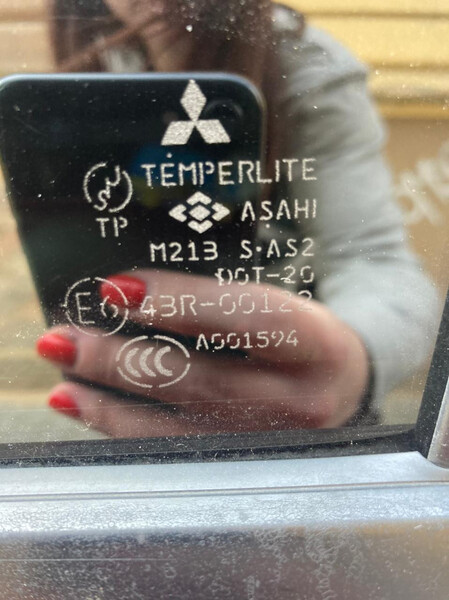 TEMPERLITE
TP
ASAHI
M213 S·AS2
DOT-20
E6 43R-00122
CCC
A001594